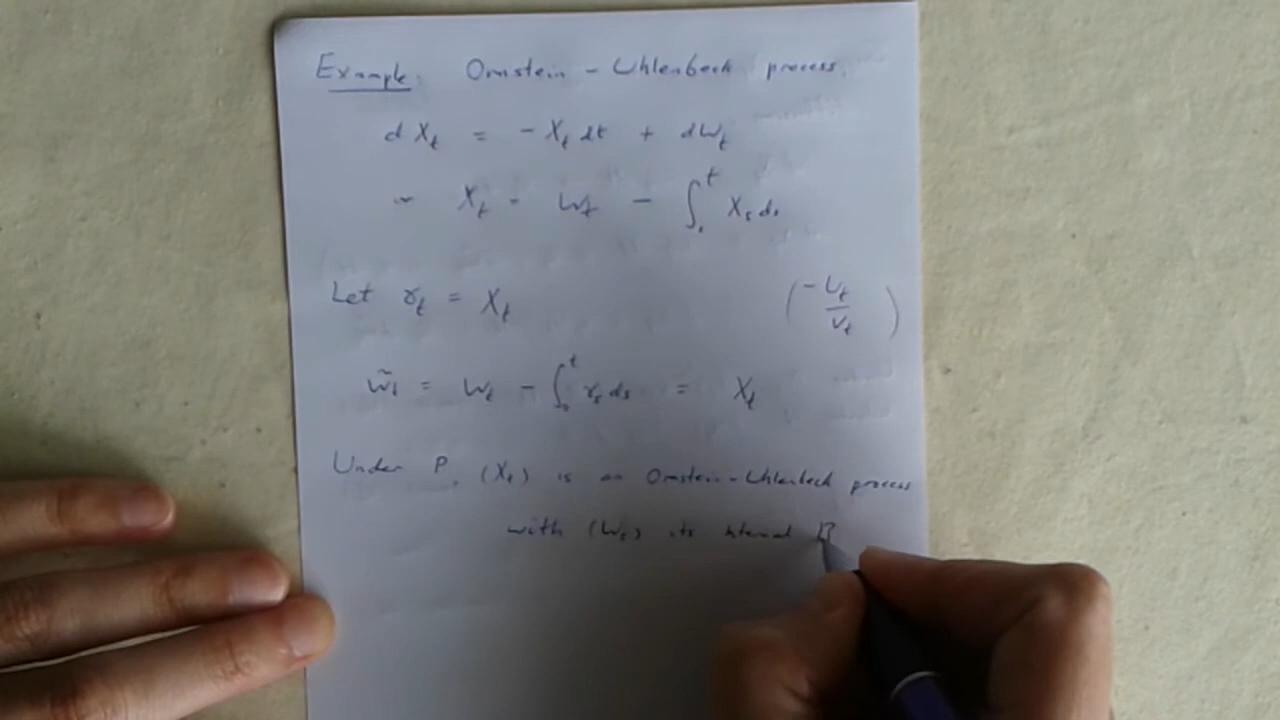 Example: Ornstein - Uhlenbeck process.
d X_t = - X_t dt + dW_t
X_t = W_t - ∫_0^t X_s ds
Let γ_t = X_t ( -U_t / V_t )
W̃_t = W_t - ∫_0^t γ_s ds = X_t
Under P, (X_t) is an Ornstein - Uhlenbeck process
with (W_t) its internal B